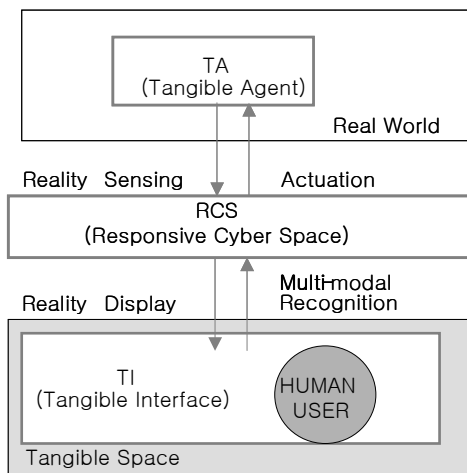 TA
(Tangible Agent)
Real World
Reality Sensing
Actuation
RCS
(Responsive Cyber Space)
Reality Display
Multi-modal
Recognition
TI
(Tangible Interface)
HUMAN
USER
Tangible Space